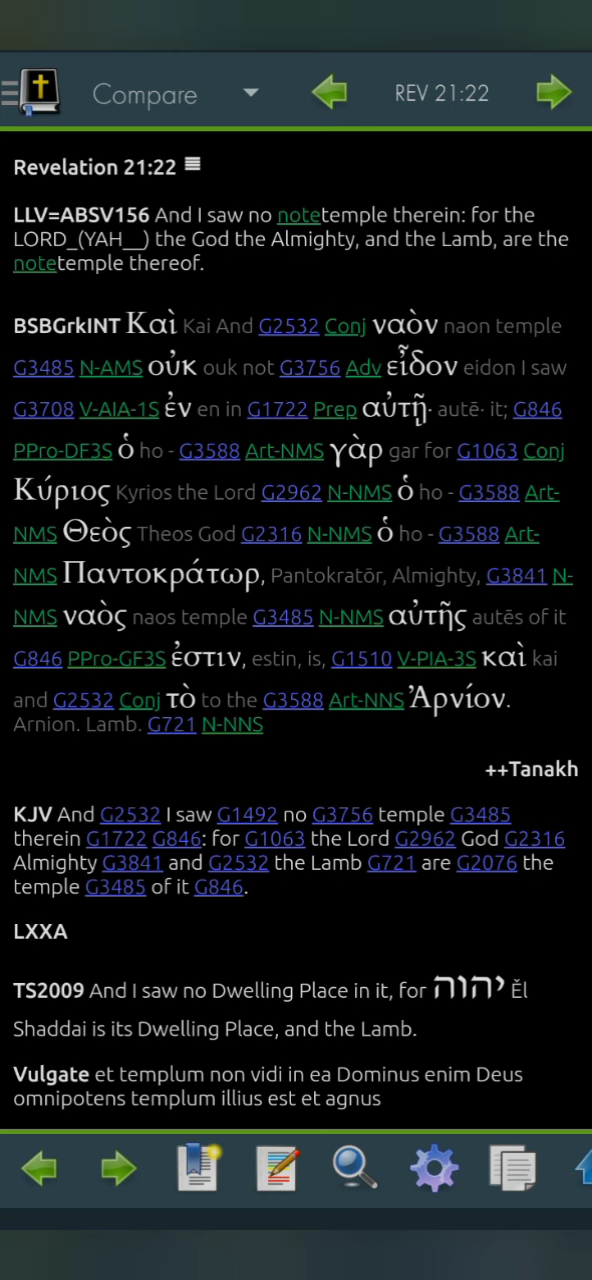 Compare
REV 21:22
Revelation 21:22
LLV=ABSV156 And I saw no notetemple therein: for the
LORD_(YAH__) the God the Almighty, and the Lamb, are the
notetemple thereof.
BSBGrkINT Καὶ Kai And G2532 Conj ναὸν naon temple
G3485 N-AMS οὐκ ouk not G3756 Adv εἶδον eidon I saw
G3708 V-AIA-1S ἐν en in G1722 Prep αὐτῇ· autē· it; G846
PPro-DF3S ὁ ho - G3588 Art-NMS γὰρ gar for G1063 Conj
Κύριος Kyrios the Lord G2962 N-NMS ὁ ho - G3588 Art-
NMS Θεὸς Theos God G2316 N-NMS ὁ ho - G3588 Art-
NMS Παντοκράτωρ, Pantokratōr, Almighty, G3841 N-
NMS ναὸς naos temple G3485 N-NMS αὐτῆς autēs of it
G846 PPro-GF3S ἐστιν, estin, is, G1510 V-PIA-3S καὶ kai
and G2532 Conj τὸ to the G3588 Art-NNS Ἀρνίον.
Arnion. Lamb. G721 N-NNS
++Tanakh
KJV And G2532 I saw G1492 no G3756 temple G3485
therein G1722 G846: for G1063 the Lord G2962 God G2316
Almighty G3841 and G2532 the Lamb G721 are G2076 the
temple G3485 of it G846.
LXXA
TS2009 And I saw no Dwelling Place in it, for יהוה Ěl
Shaddai is its Dwelling Place, and the Lamb.
Vulgate et templum non vidi in ea Dominus enim Deus
omnipotens templum illius est et agnus